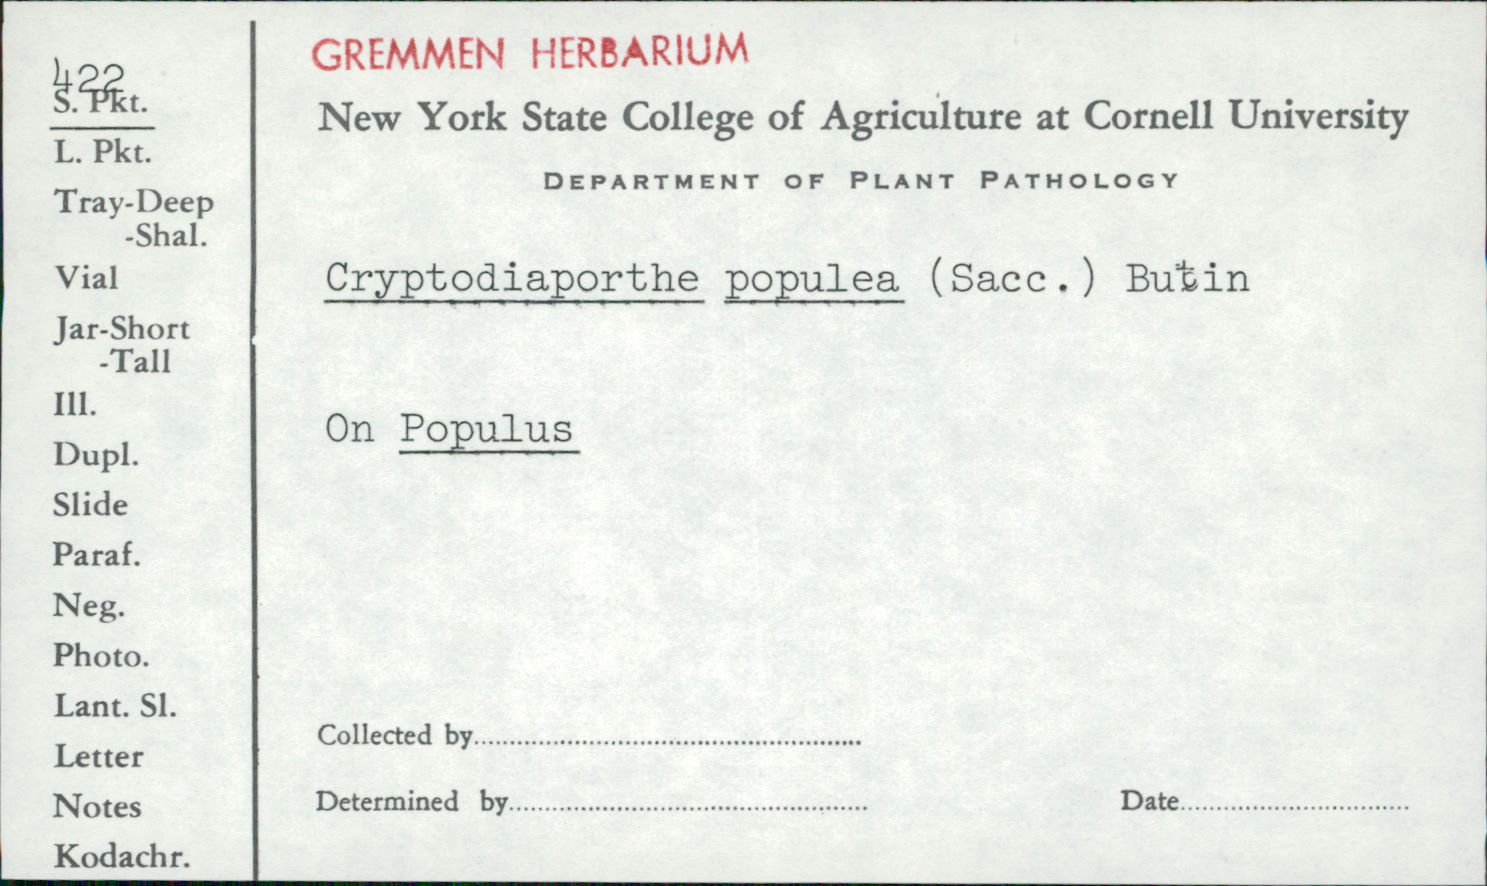 422
S. Pkt.
L. Pkt.
Tray-Deep
-Shal.
Vial
Jar-Short
-Tall
Ill.
Dupl.
Slide
Paraf.
Neg.
Photo.
Lant. Sl.
Letter
Notes
Kodachr.
GREMMEN HERBARIUM
New York State College of Agriculture at Cornell University
DEPARTMENT OF PLANT PATHOLOGY
Cryptodiaporthe populea (Sacc.) Butin
On Populus
Collected by
Determined by
Date